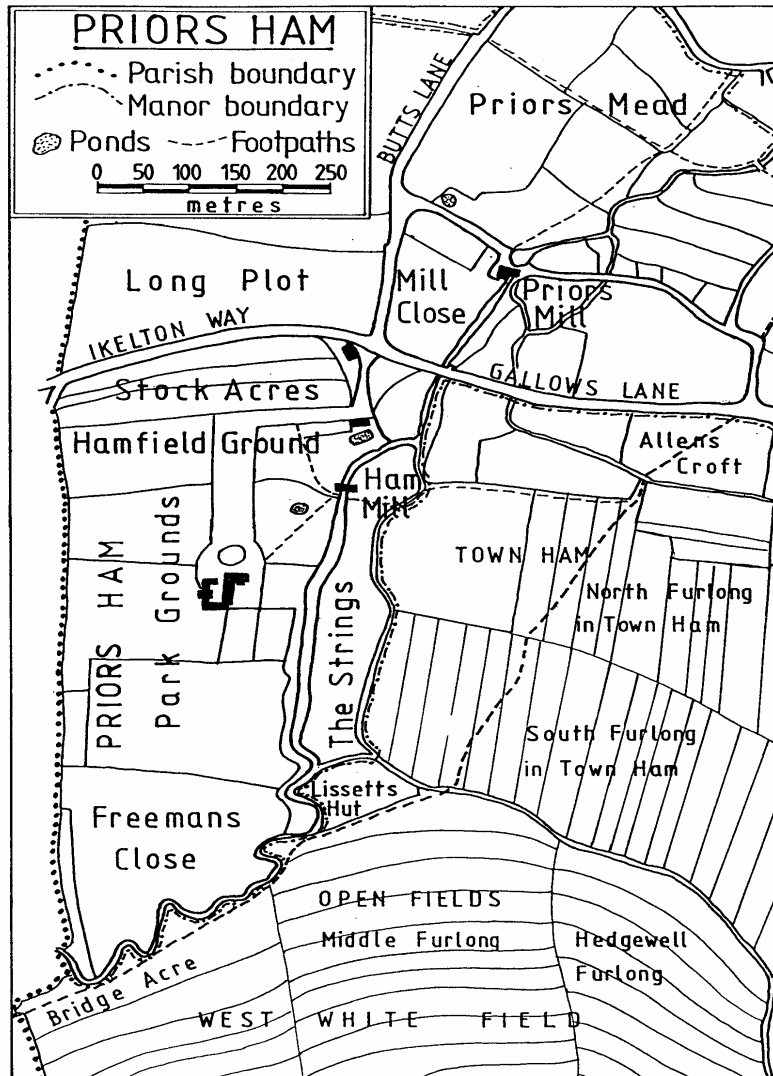 PRIORS HAM
Parish boundary
Manor boundary
Ponds Footpaths
0 50 100 150 200 250
metres
BUTTS LANE
Priors Mead
Long Plot
Mill
Close
Priors
Mill
IKELTON WAY
GALLOWS LANE
Stock Acres
Hamfield Ground
Allens
Croft
Ham
Mill
PRIORS HAM
Park Grounds
TOWN HAM
North Furlong
in Town Ham
The Strings
South Furlong
in Town Ham
Lissetts
Hut
Freemans
Close
OPEN FIELDS
Middle Furlong
Hedgewell
Furlong
Bridge Acre
WEST WHITE FIELD